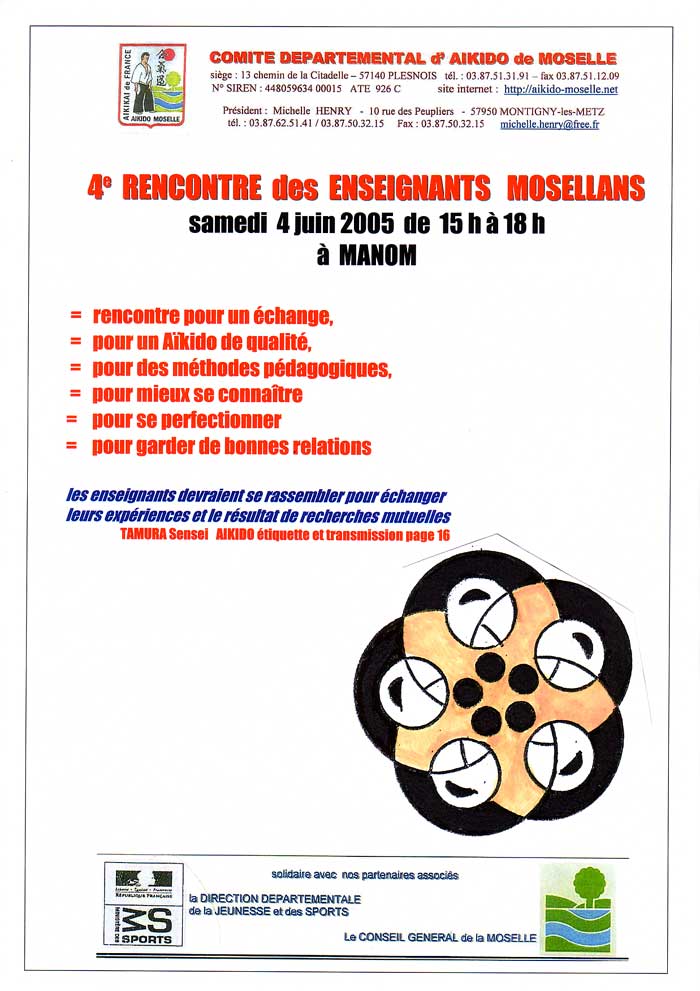 AIKIKAI de FRANCE
AIKIDO MOSELLE
COMITE DEPARTEMENTAL d' AIKIDO de MOSELLE
siège : 13 chemin de la Citadelle – 57140 PLESNOIS tél. : 03.87.51.31.91 – fax 03.87.51.12.09
N° SIREN : 448059634 00015 ATE 926 C site internet : http://aikido-moselle.net
Président : Michelle HENRY - 10 rue des Peupliers - 57950 MONTIGNY-les-METZ
tél. : 03.87.62.51.41 / 03.87.50.32.15 Fax : 03.87.50.32.15 michelle.henry@free.fr
4e RENCONTRE des ENSEIGNANTS MOSELLANS
samedi 4 juin 2005 de 15 h à 18 h
à MANOM
= rencontre pour un échange,
= pour un Aïkido de qualité,
= pour des méthodes pédagogiques,
= pour mieux se connaître
= pour se perfectionner
= pour garder de bonnes relations
les enseignants devraient se rassembler pour échanger
leurs expériences et le résultat de recherches mutuelles
TAMURA Sensei AIKIDO étiquette et transmission page 16
solidaire avec nos partenaires associés
la DIRECTION DEPARTEMENTALE
de la JEUNESSE et des SPORTS
Le CONSEIL GENERAL de la MOSELLE
Liberté • Égalité • Fraternité
RÉPUBLIQUE FRANÇAISE
MINISTÈRE DES
SPORTS